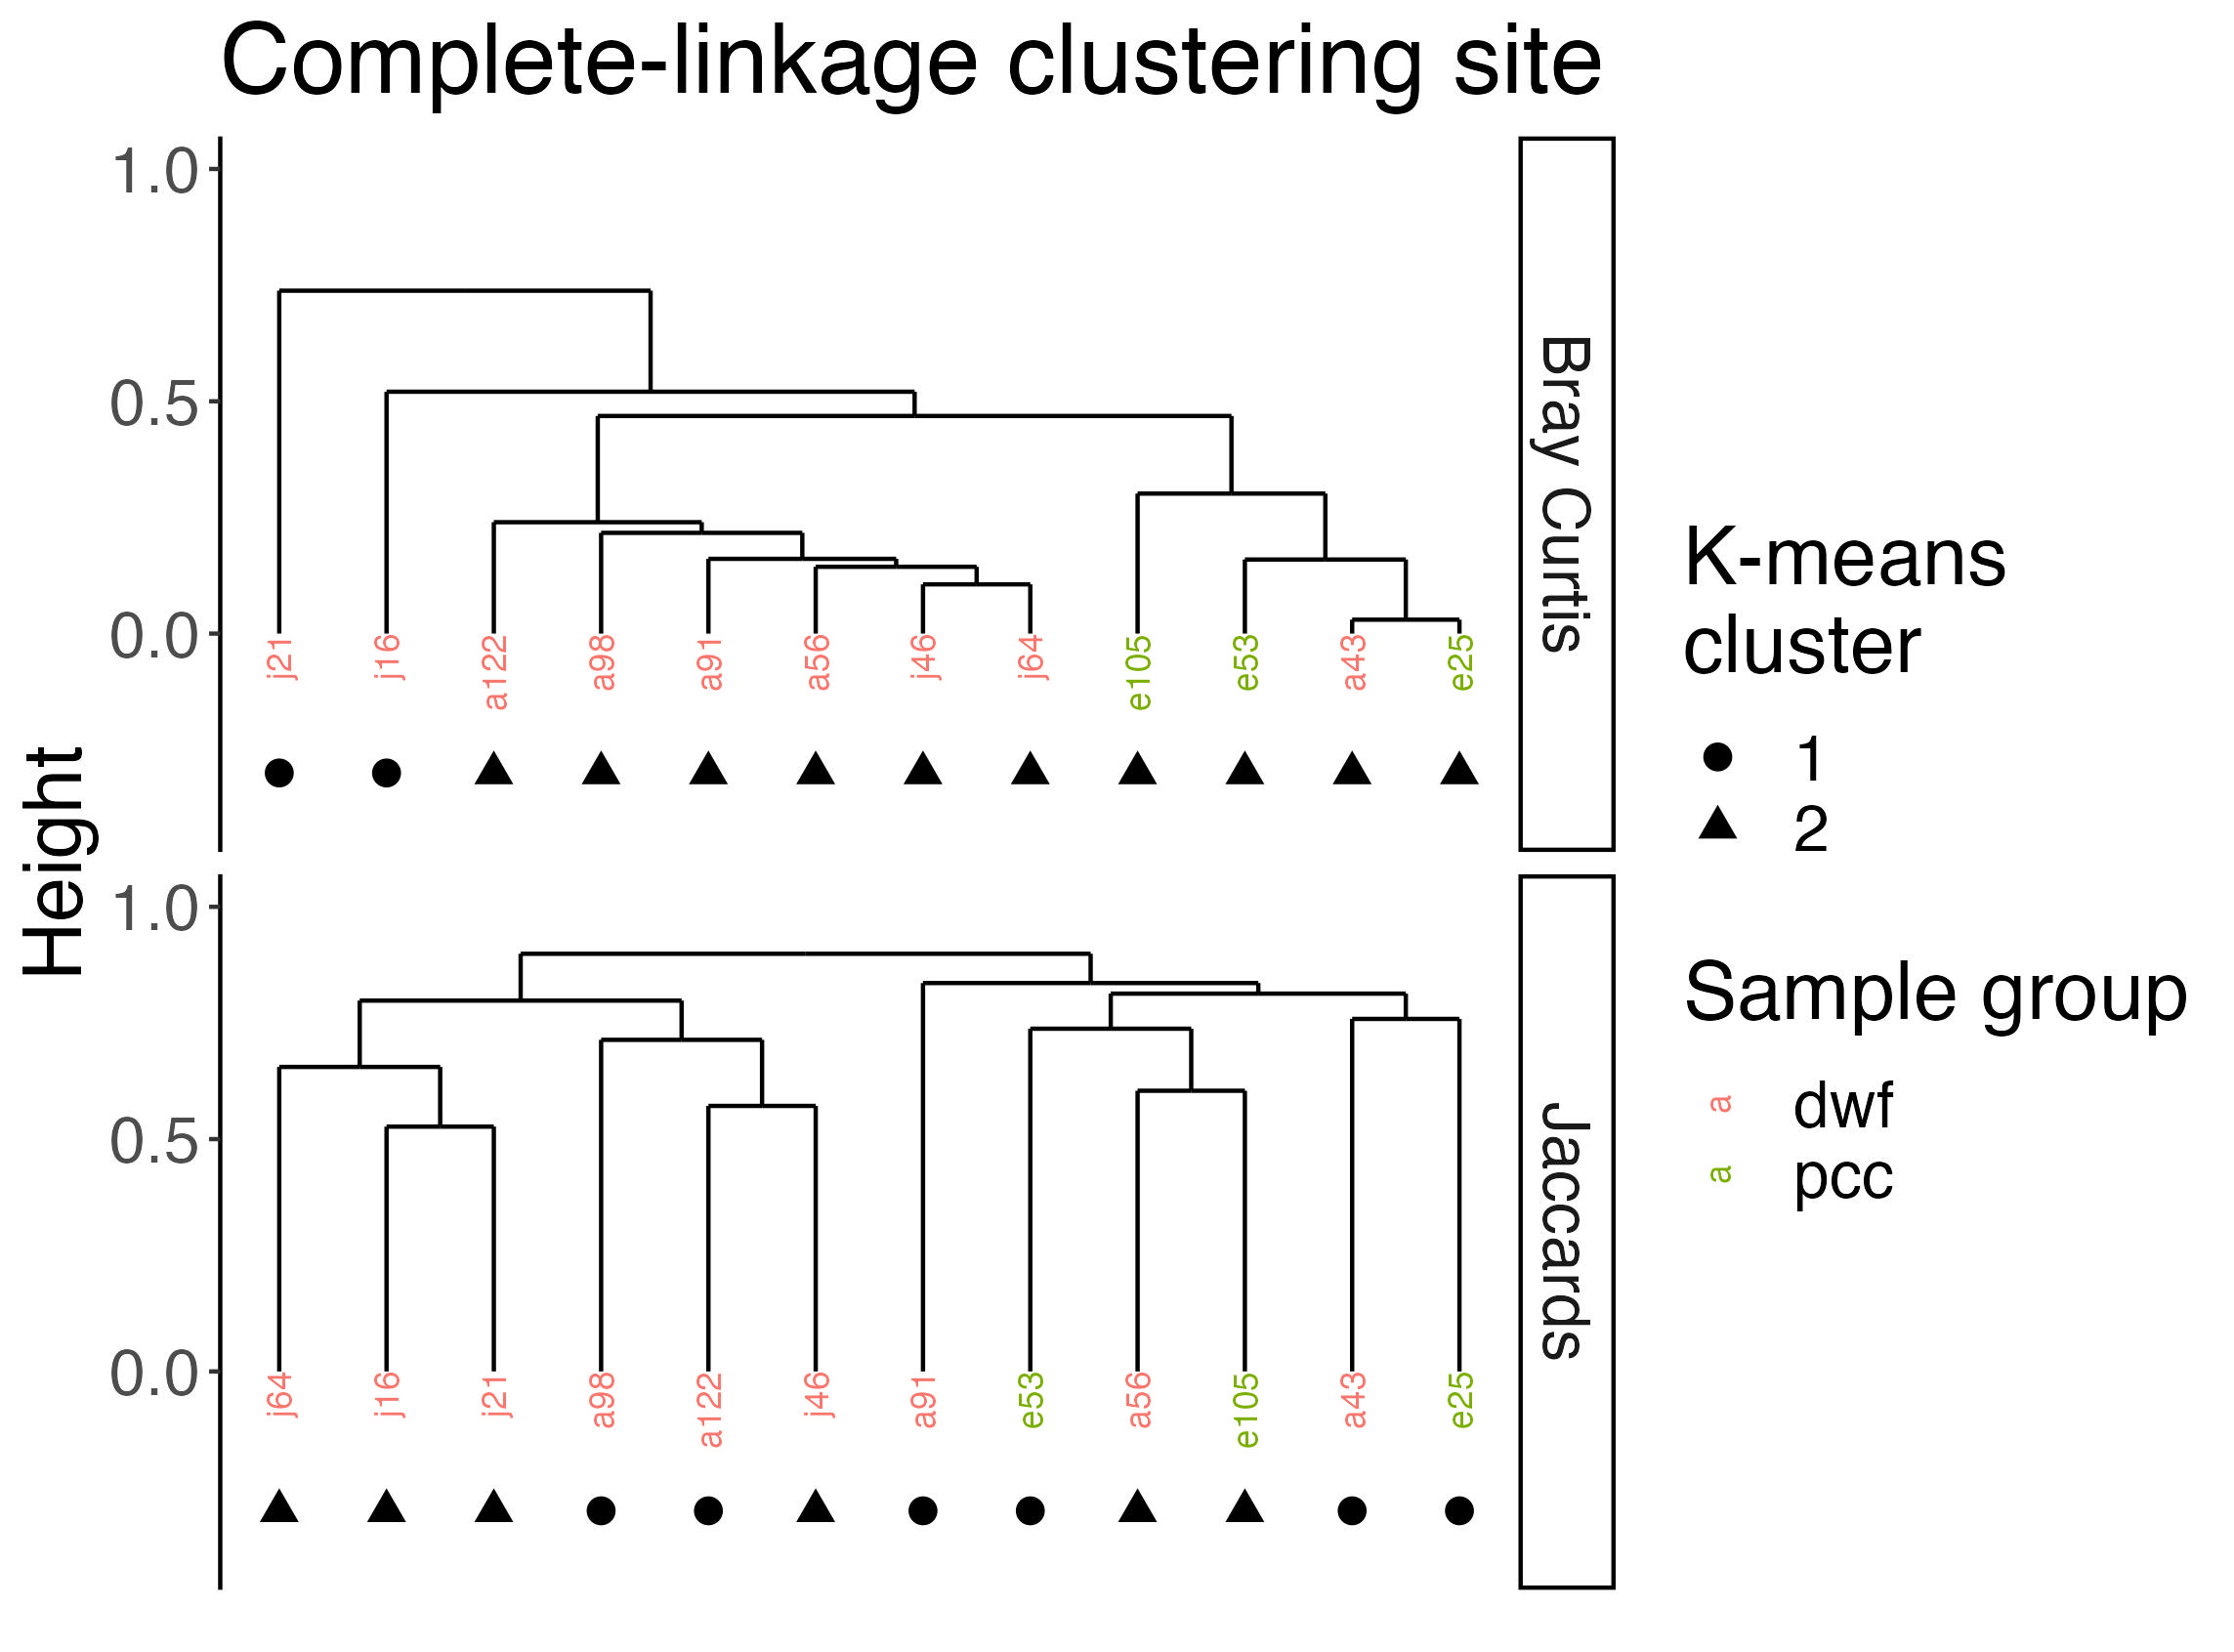 Complete-linkage clustering site
Height
1.0
0.5
0.0
j21 j16 a122 a98 a91 a56 j46 j64 e105 e53 a43 e25
Bray Curtis
1.0
0.5
0.0
j64 j16 j21 a98 a122 j46 a91 e53 a56 e105 a43 e25
Jaccards
K-means
cluster
1
2
Sample group
a dwf
a pcc